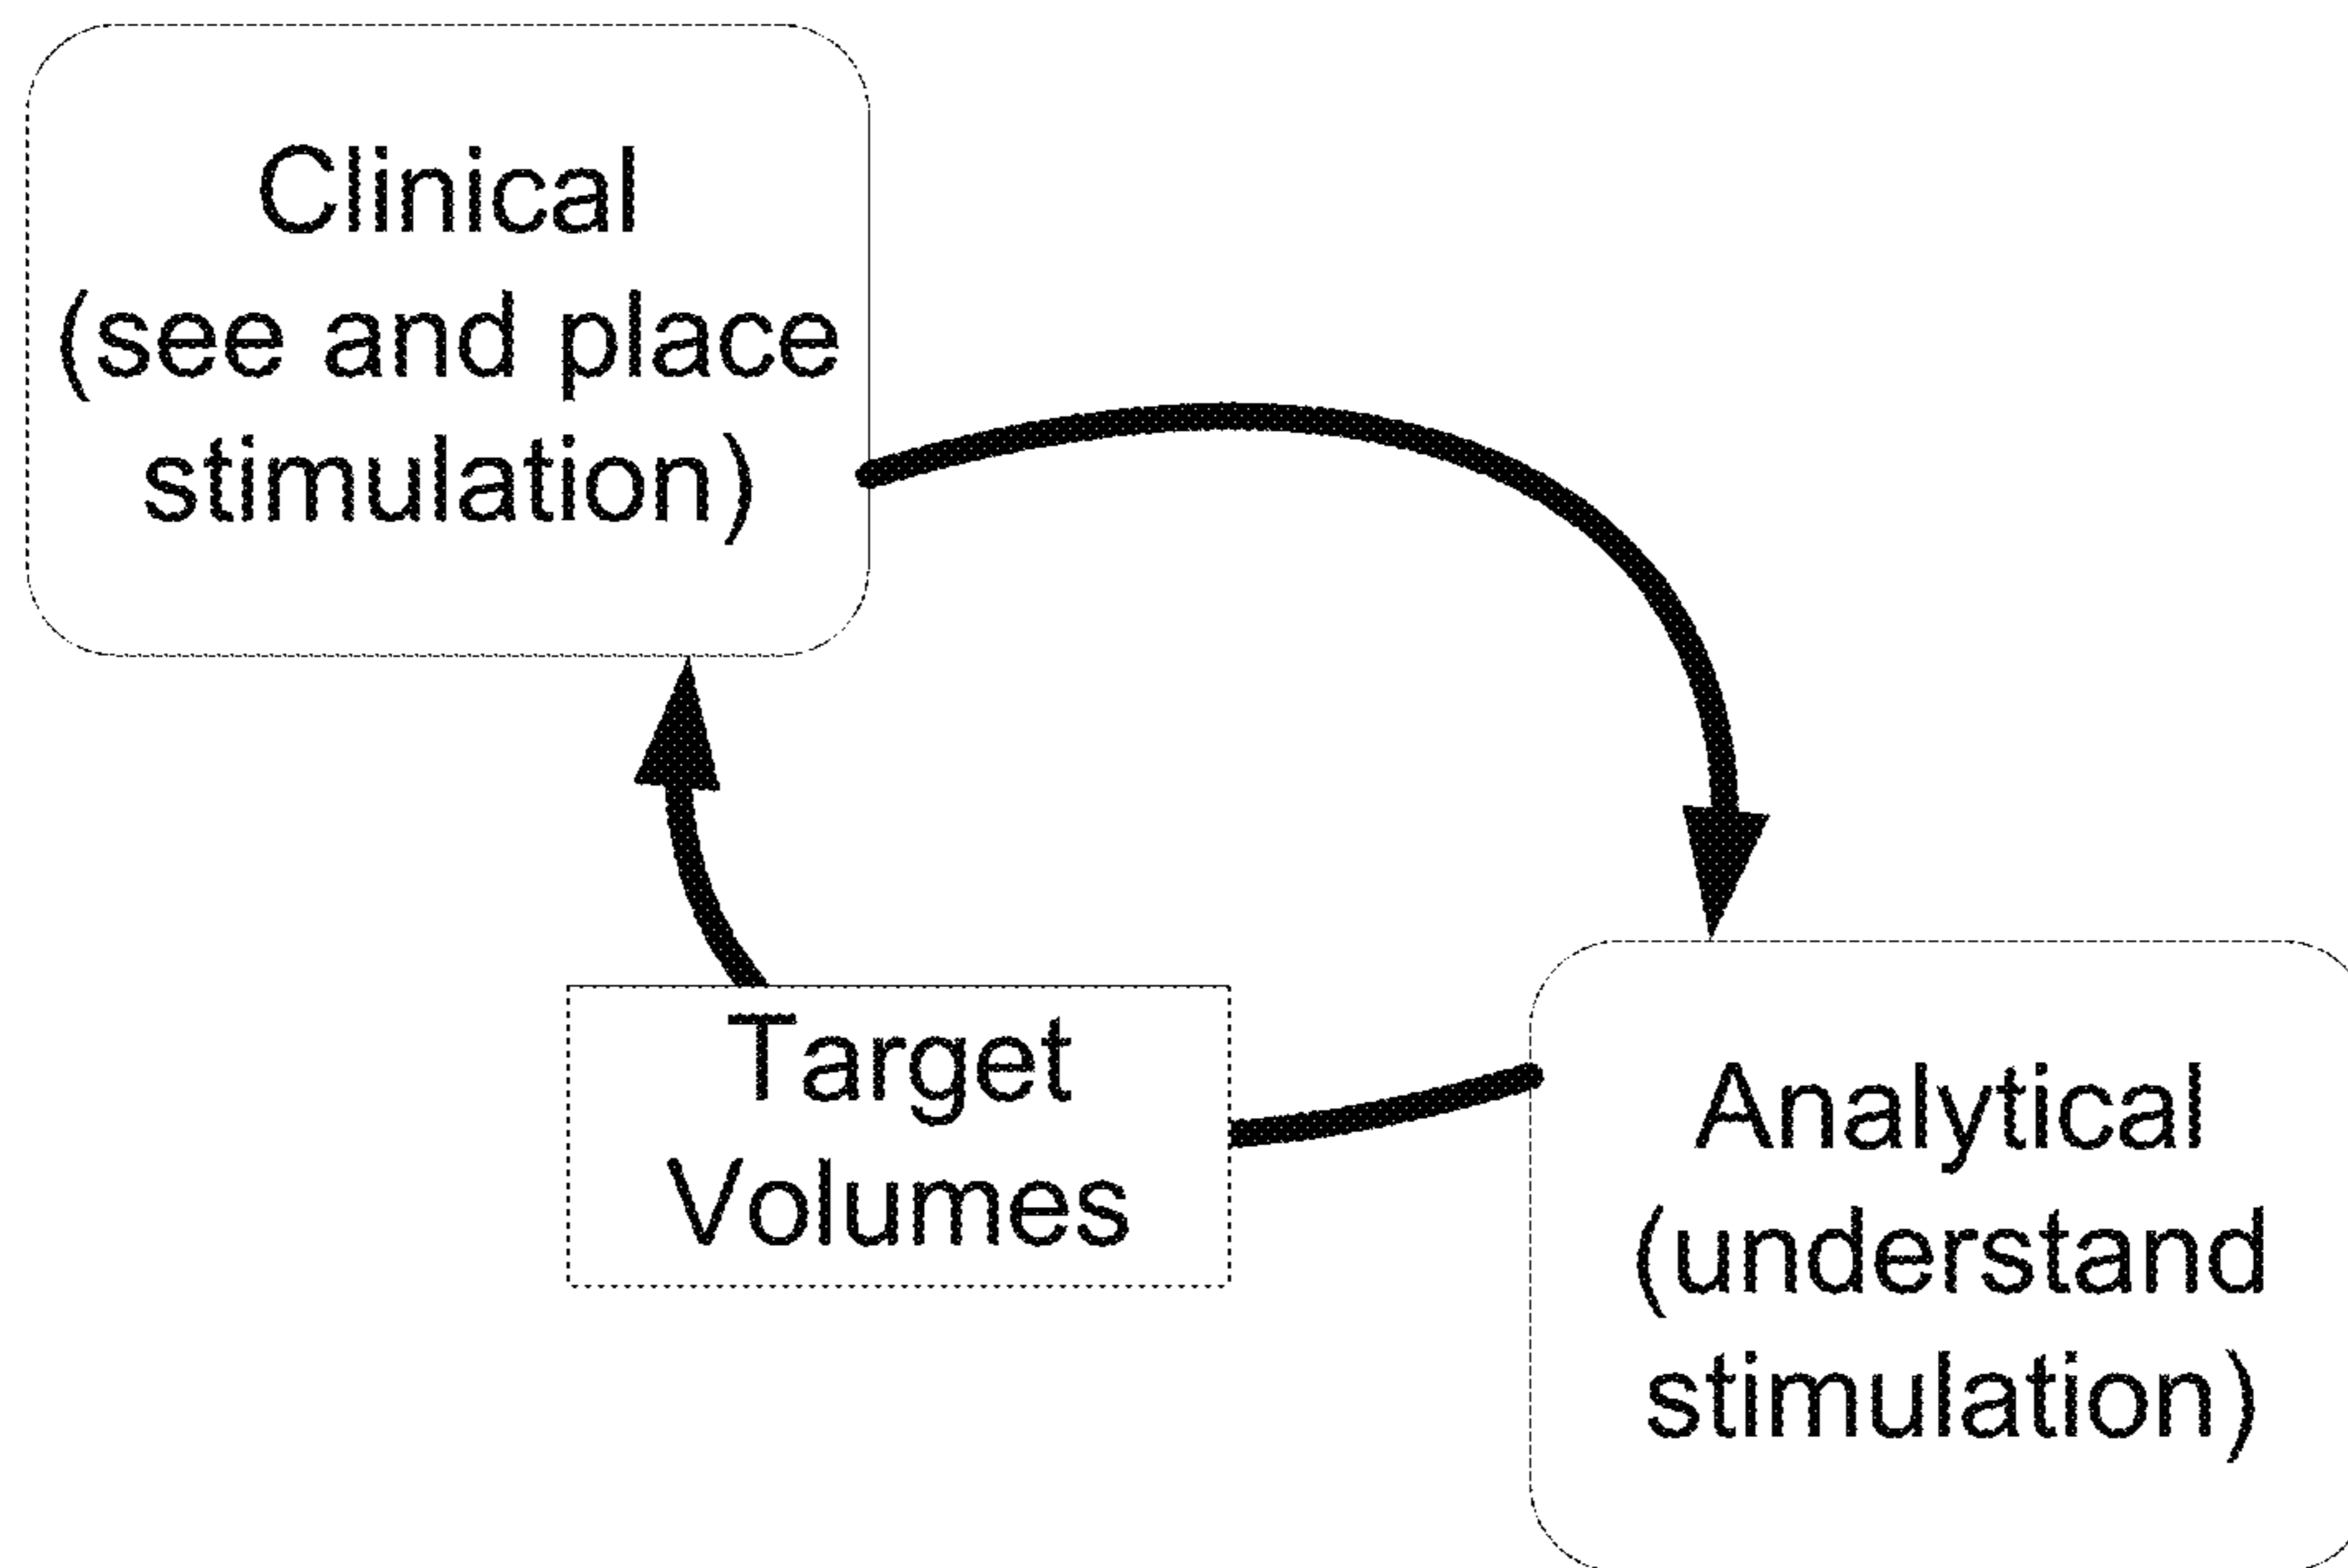 Clinical
(see and place
stimulation)
Target
Volumes
Analytical
(understand
stimulation)